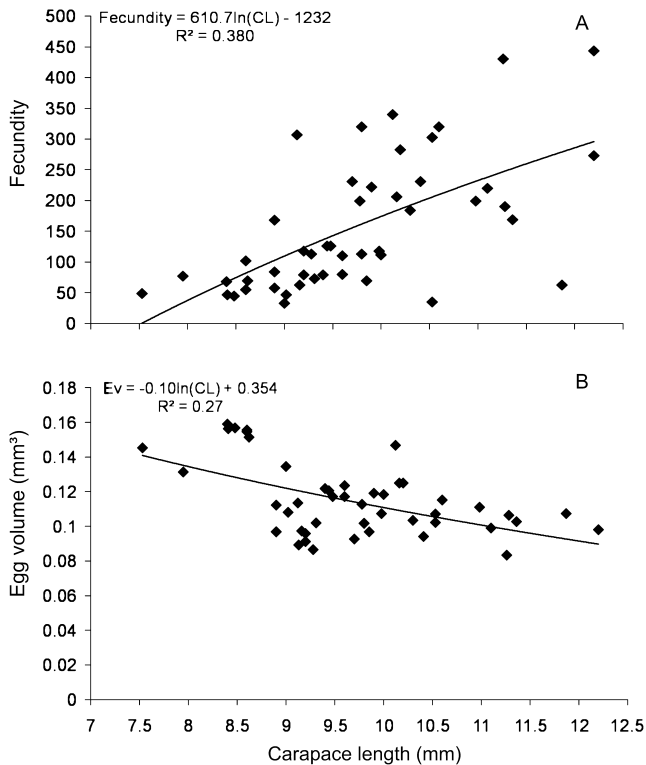 Fecundity = 610.7ln(CL) - 1232
R² = 0.380
A
500
450
400
350
300
250
200
150
100
50
0
Fecundity
Ev = -0.10ln(CL) + 0.354
R² = 0.27
B
0.18
0.16
0.14
0.12
0.1
0.08
0.06
0.04
0.02
0
Egg volume (mm³)
7 7.5 8 8.5 9 9.5 10 10.5 11 11.5 12 12.5
Carapace length (mm)